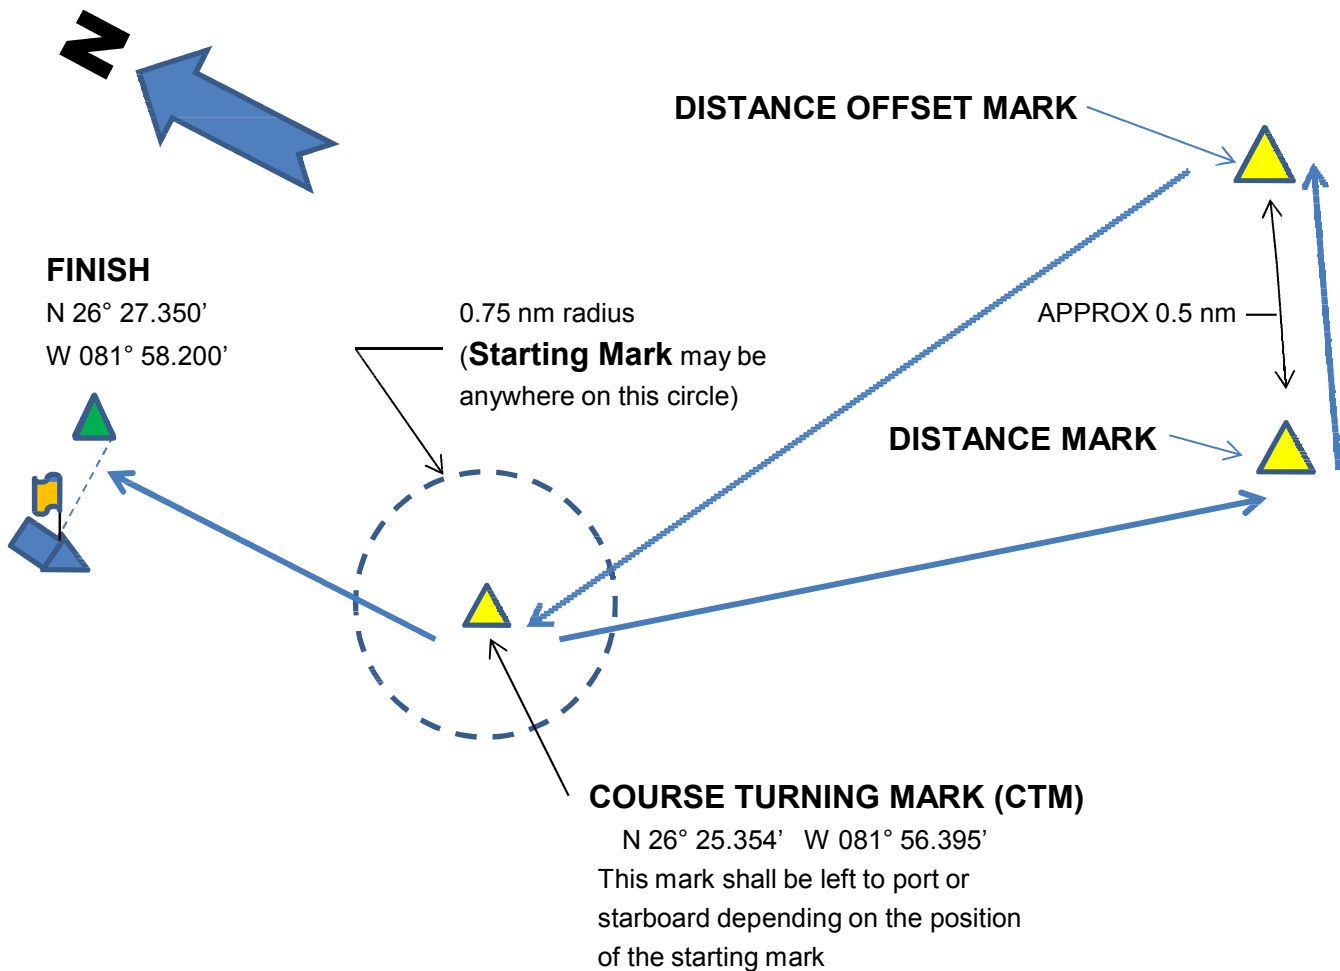 N
DISTANCE OFFSET MARK
FINISH
N 26° 27.350’
W 081° 58.200’
0.75 nm radius
(Starting Mark may be
anywhere on this circle)
APPROX 0.5 nm
DISTANCE MARK
COURSE TURNING MARK (CTM)
N 26° 25.354’ W 081° 56.395’
This mark shall be left to port or
starboard depending on the position
of the starting mark